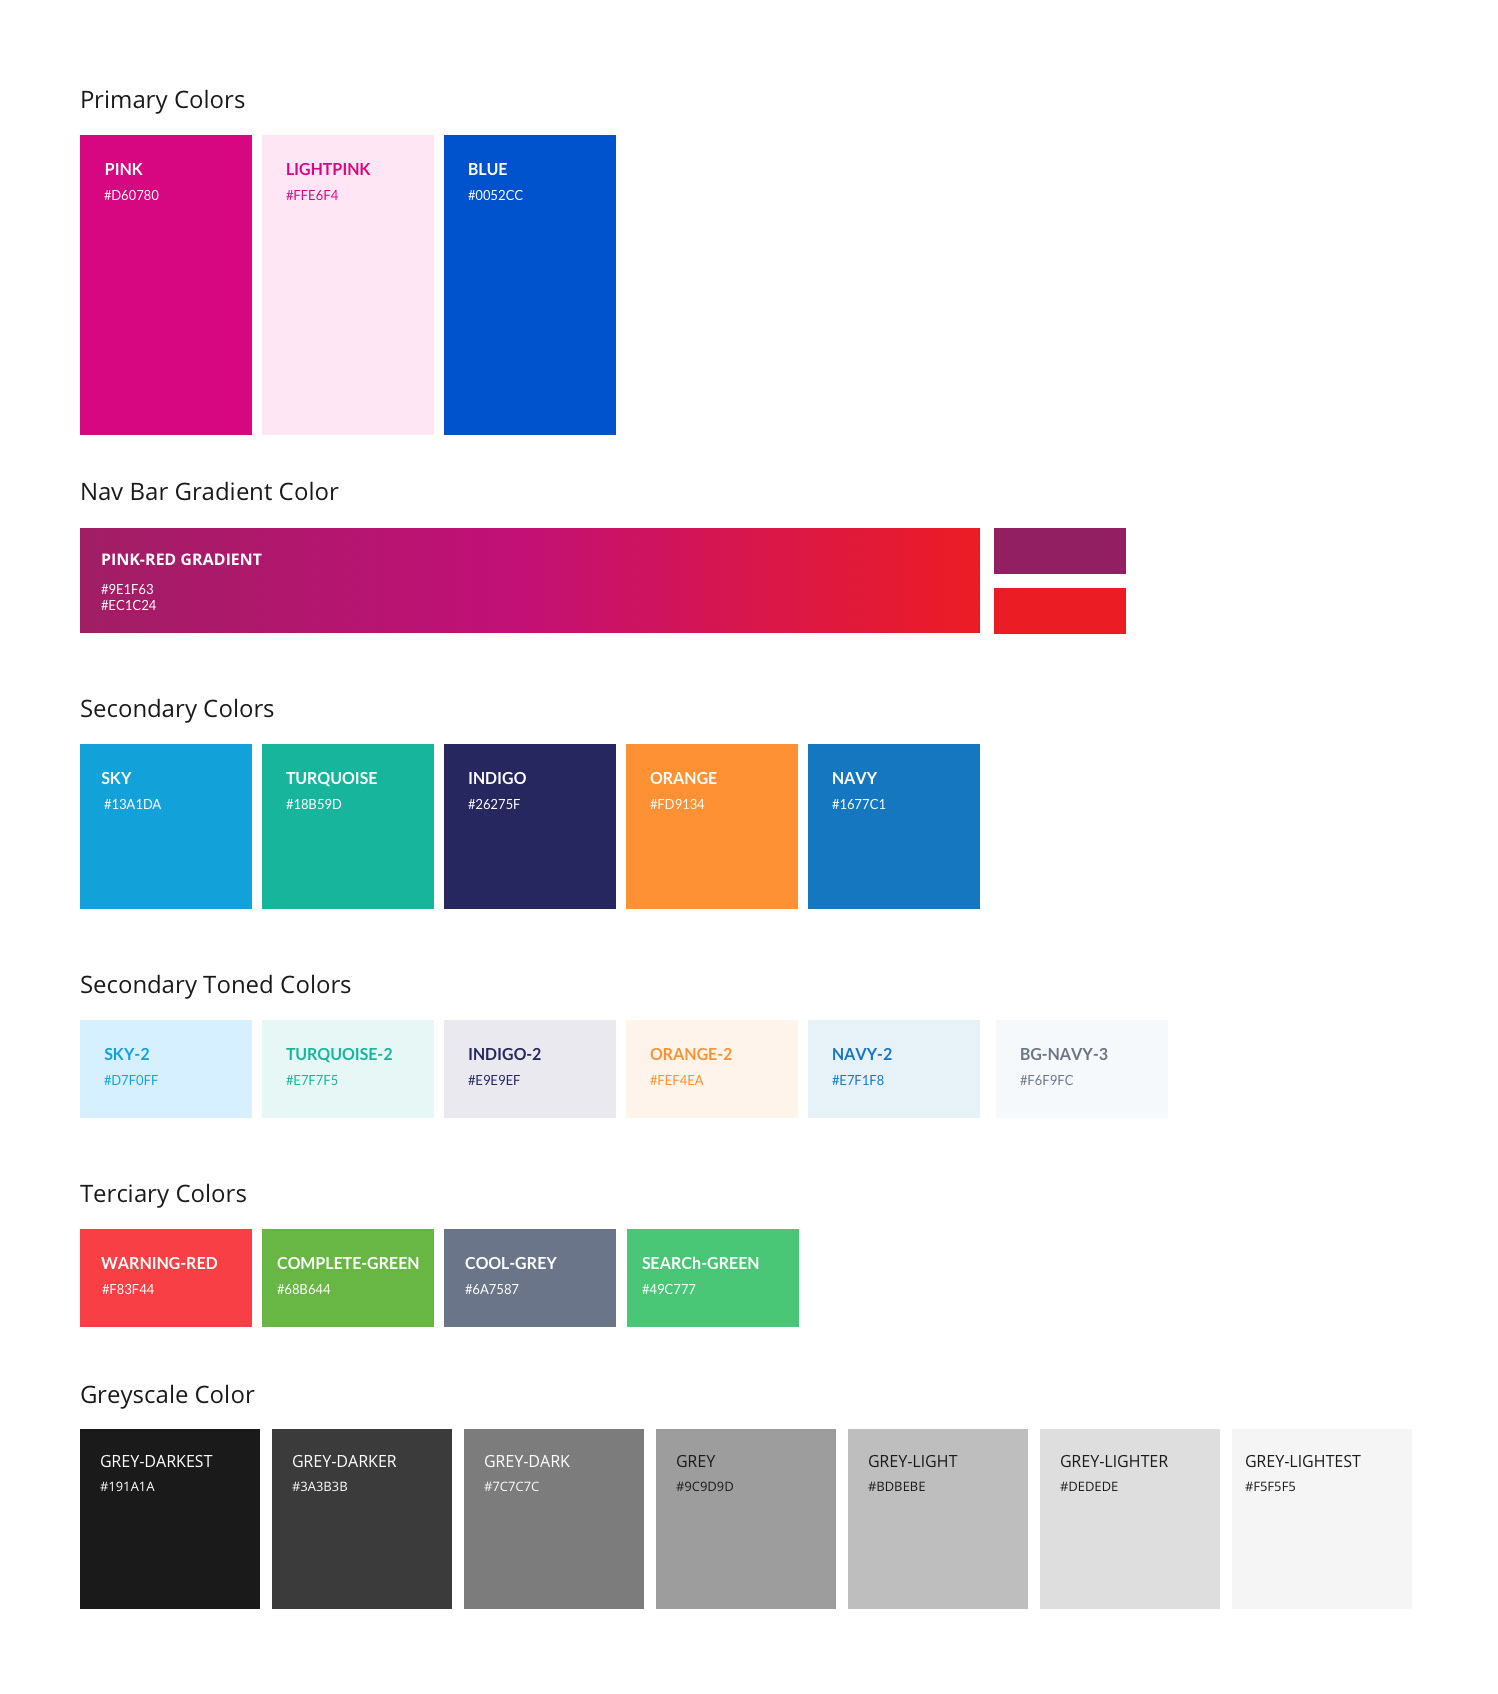 Primary Colors
PINK
#D60780
LIGHTPINK
#FFE6F4
BLUE
#0052CC
Nav Bar Gradient Color
PINK-RED GRADIENT
#9E1F63
#EC1C24
Secondary Colors
SKY
#13A1DA
TURQUOISE
#18B59D
INDIGO
#26275F
ORANGE
#FD9134
NAVY
#1677C1
Secondary Toned Colors
SKY-2
#D7F0FF
TURQUOISE-2
#E7F7F5
INDIGO-2
#E9E9EF
ORANGE-2
#FEF4EA
NAVY-2
#E7F1F8
BG-NAVY-3
#F6F9FC
Terciary Colors
WARNING-RED
#F83F44
COMPLETE-GREEN
#68B644
COOL-GREY
#6A7587
SEARCh-GREEN
#49C777
Greyscale Color
GREY-DARKEST
#191A1A
GREY-DARKER
#3A3B3B
GREY-DARK
#7C7C7C
GREY
#9C9D9D
GREY-LIGHT
#BDBEBE
GREY-LIGHTER
#DEDEDE
GREY-LIGHTEST
#F5F5F5